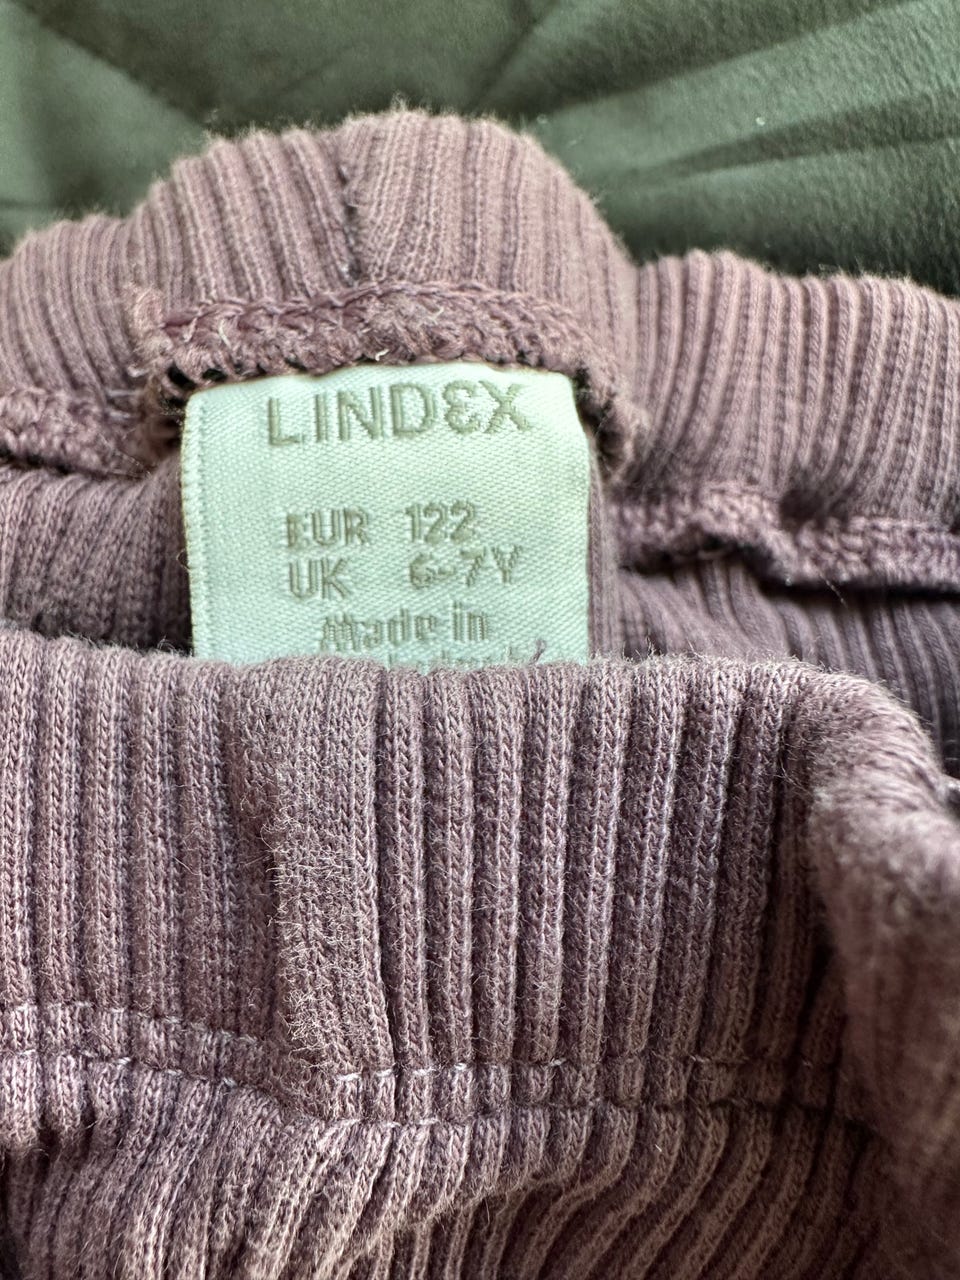 LINDEX
EUR 122
UK 6-7Y
Made in